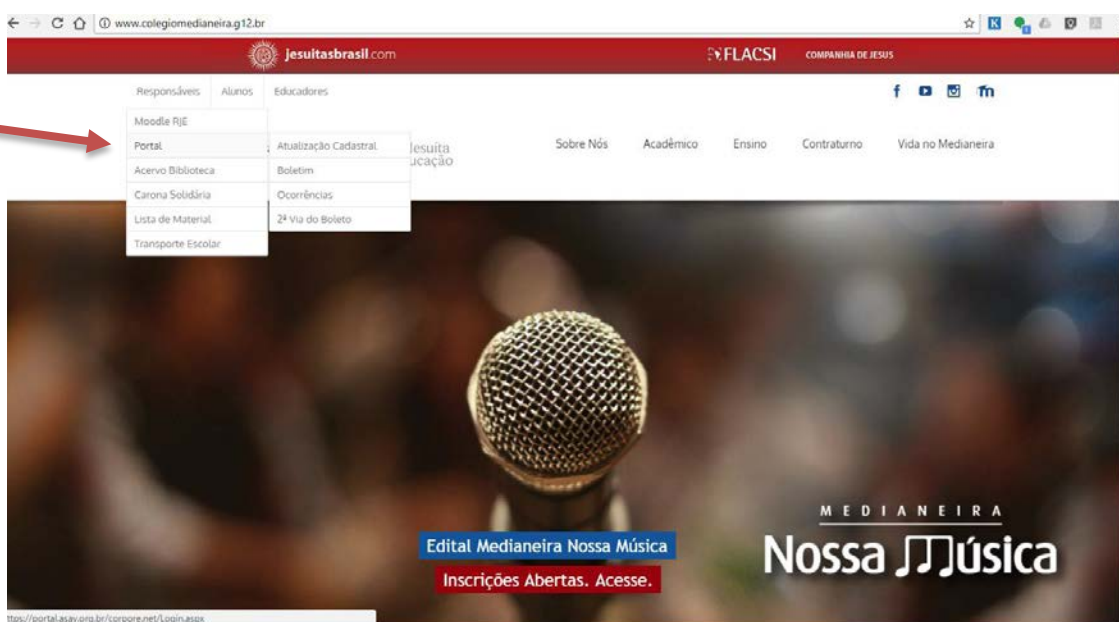 www.colegiomedianeira.g12.br
jesuitasbrasil.com
FLACSI
COMPANHIA DE JESUS
Responsáveis Alunos Educadores
Moodle RJE
Portal
Acervo Biblioteca
Carona Solidária
Lista de Material
Transporte Escolar
Atualização Cadastral
Boletim
Ocorrências
2ª Via do Boleto
Sobre Nós Acadêmico Ensino Contraturno Vida no Medianeira
Edital Medianeira Nossa Música
Inscrições Abertas. Acesse.
MEDIANEIRA
Nossa Música
ttps://portal.asav.org.br/corpore.net/Login.aspx